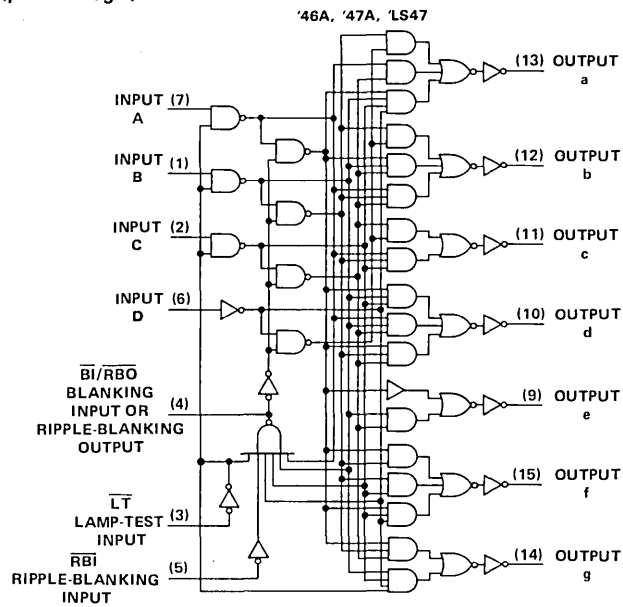 '46A, '47A, 'LS47
INPUT (7)
A
INPUT (1)
B
INPUT (2)
C
INPUT (6)
D
BI/RBO
BLANKING (4)
INPUT OR
RIPPLE-BLANKING
OUTPUT
LT
LAMP-TEST (3)
INPUT
RBI (5)
RIPPLE-BLANKING
INPUT
(13) OUTPUT
a
(12) OUTPUT
b
(11) OUTPUT
c
(10) OUTPUT
d
(9) OUTPUT
e
(15) OUTPUT
f
(14) OUTPUT
g